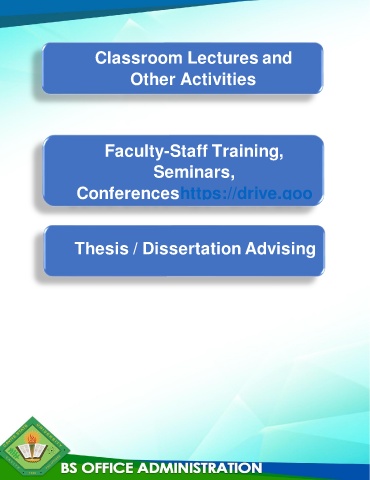 Classroom Lectures and
Other Activities
Faculty-Staff Training,
Seminars,
Conferenceshttps://drive.goo
Thesis / Dissertation Advising
BS OFFICE ADMINISTRATION